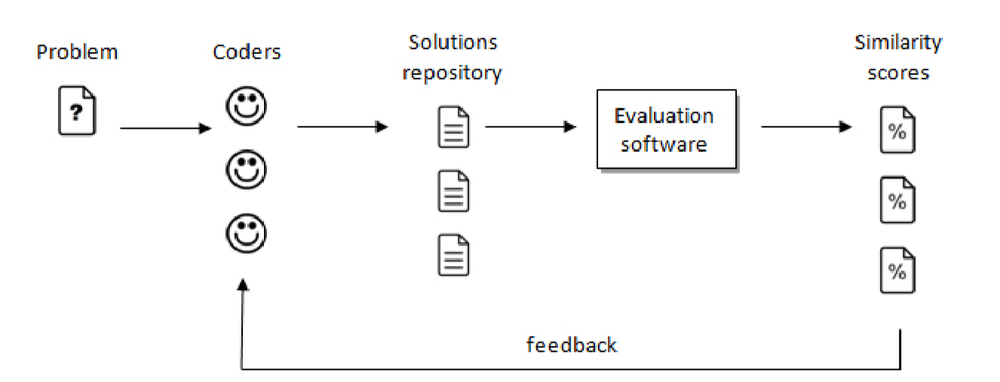 Problem
Coders
Solutions
repository
Evaluation
software
Similarity
scores
?
%
%
%
feedback